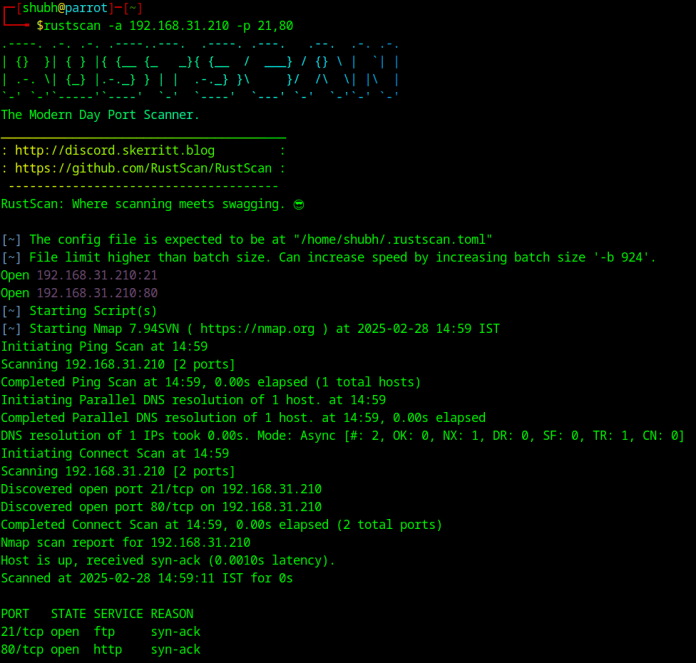 ┌─[shubh@parrot]─[~]
└──╼ $rustscan -a 192.168.31.210 -p 21,80
.----. .-. .-. .----..---.  .----. .---.   .--.  .-. .-.
| {}  }| { } |{ {__ {_   _}{ {__  /  ___} / {} \ |  `| |
| .-. \| {_} |.-._} } | |  .-._} }\     }/  /\  \| |\  |
`-' `-'`-----'`----'  `-'  `----'  `---' `-'  `-'`-' `-'
The Modern Day Port Scanner.
________________________________________
: http://discord.skerritt.blog         :
: https://github.com/RustScan/RustScan :
 --------------------------------------
RustScan: Where scanning meets swagging. 😎
[~] The config file is expected to be at "/home/shubh/.rustscan.toml"
[~] File limit higher than batch size. Can increase speed by increasing batch size '-b 924'.
Open 192.168.31.210:21
Open 192.168.31.210:80
[~] Starting Script(s)
[~] Starting Nmap 7.94SVN ( https://nmap.org ) at 2025-02-28 14:59 IST
Initiating Ping Scan at 14:59
Scanning 192.168.31.210 [2 ports]
Completed Ping Scan at 14:59, 0.00s elapsed (1 total hosts)
Initiating Parallel DNS resolution of 1 host. at 14:59
Completed Parallel DNS resolution of 1 host. at 14:59, 0.00s elapsed
DNS resolution of 1 IPs took 0.00s. Mode: Async [#: 2, OK: 0, NX: 1, DR: 0, SF: 0, TR: 1, CN: 0]
Initiating Connect Scan at 14:59
Scanning 192.168.31.210 [2 ports]
Discovered open port 21/tcp on 192.168.31.210
Discovered open port 80/tcp on 192.168.31.210
Completed Connect Scan at 14:59, 0.00s elapsed (2 total ports)
Nmap scan report for 192.168.31.210
Host is up, received syn-ack (0.0010s latency).
Scanned at 2025-02-28 14:59:11 IST for 0s
PORT   STATE SERVICE REASON
21/tcp open  ftp     syn-ack
80/tcp open  http    syn-ack